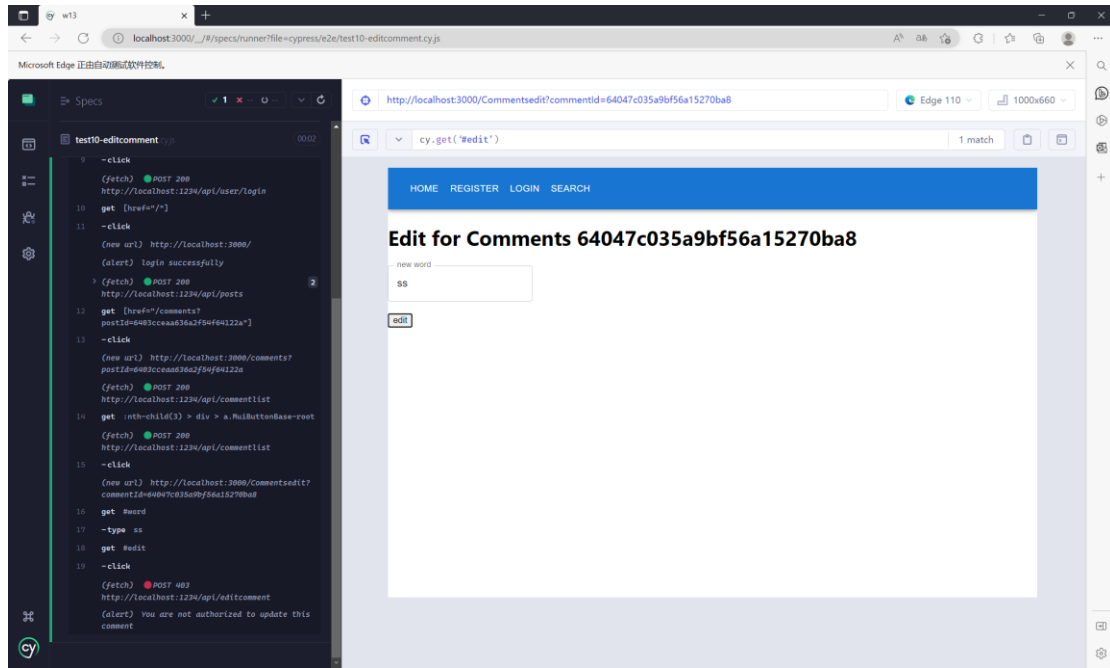 w13
localhost:3000/__/#/specs/runner?file=cypress/e2e/test10-editcomment.cy.js
Microsoft Edge 正由自动测试软件控制。
Specs
1
http://localhost:3000/Commentsedit?commentId=64047c035a9bf56a15270ba8
Edge 110
1000x660
test10-editcomment.cy.js
00:02
cy.get('#edit')
1 match
9 -click
(fetch) POST 200
http://localhost:1234/api/user/login
10 get [href="/"]
11 -click
(new url) http://localhost:3000/
(alert) login successfully
(fetch) POST 200 2
http://localhost:1234/api/posts
12 get [href="/comments?
postId=6403cceaa636a2f54f64122a"]
13 -click
(new url) http://localhost:3000/comments?
postId=6403cceaa636a2f54f64122a
(fetch) POST 200
http://localhost:1234/api/commentlist
14 get :nth-child(3) > div > a.MuiButtonBase-root
(fetch) POST 200
http://localhost:1234/api/commentlist
15 -click
(new url) http://localhost:3000/Commentsedit?
commentId=64047c035a9bf56a15270ba8
16 get #word
17 -type ss
18 get #edit
19 -click
(fetch) POST 403
http://localhost:1234/api/editcomment
(alert) You are not authorized to update this
comment
cy
HOME REGISTER LOGIN SEARCH
Edit for Comments 64047c035a9bf56a15270ba8
new word
ss
edit